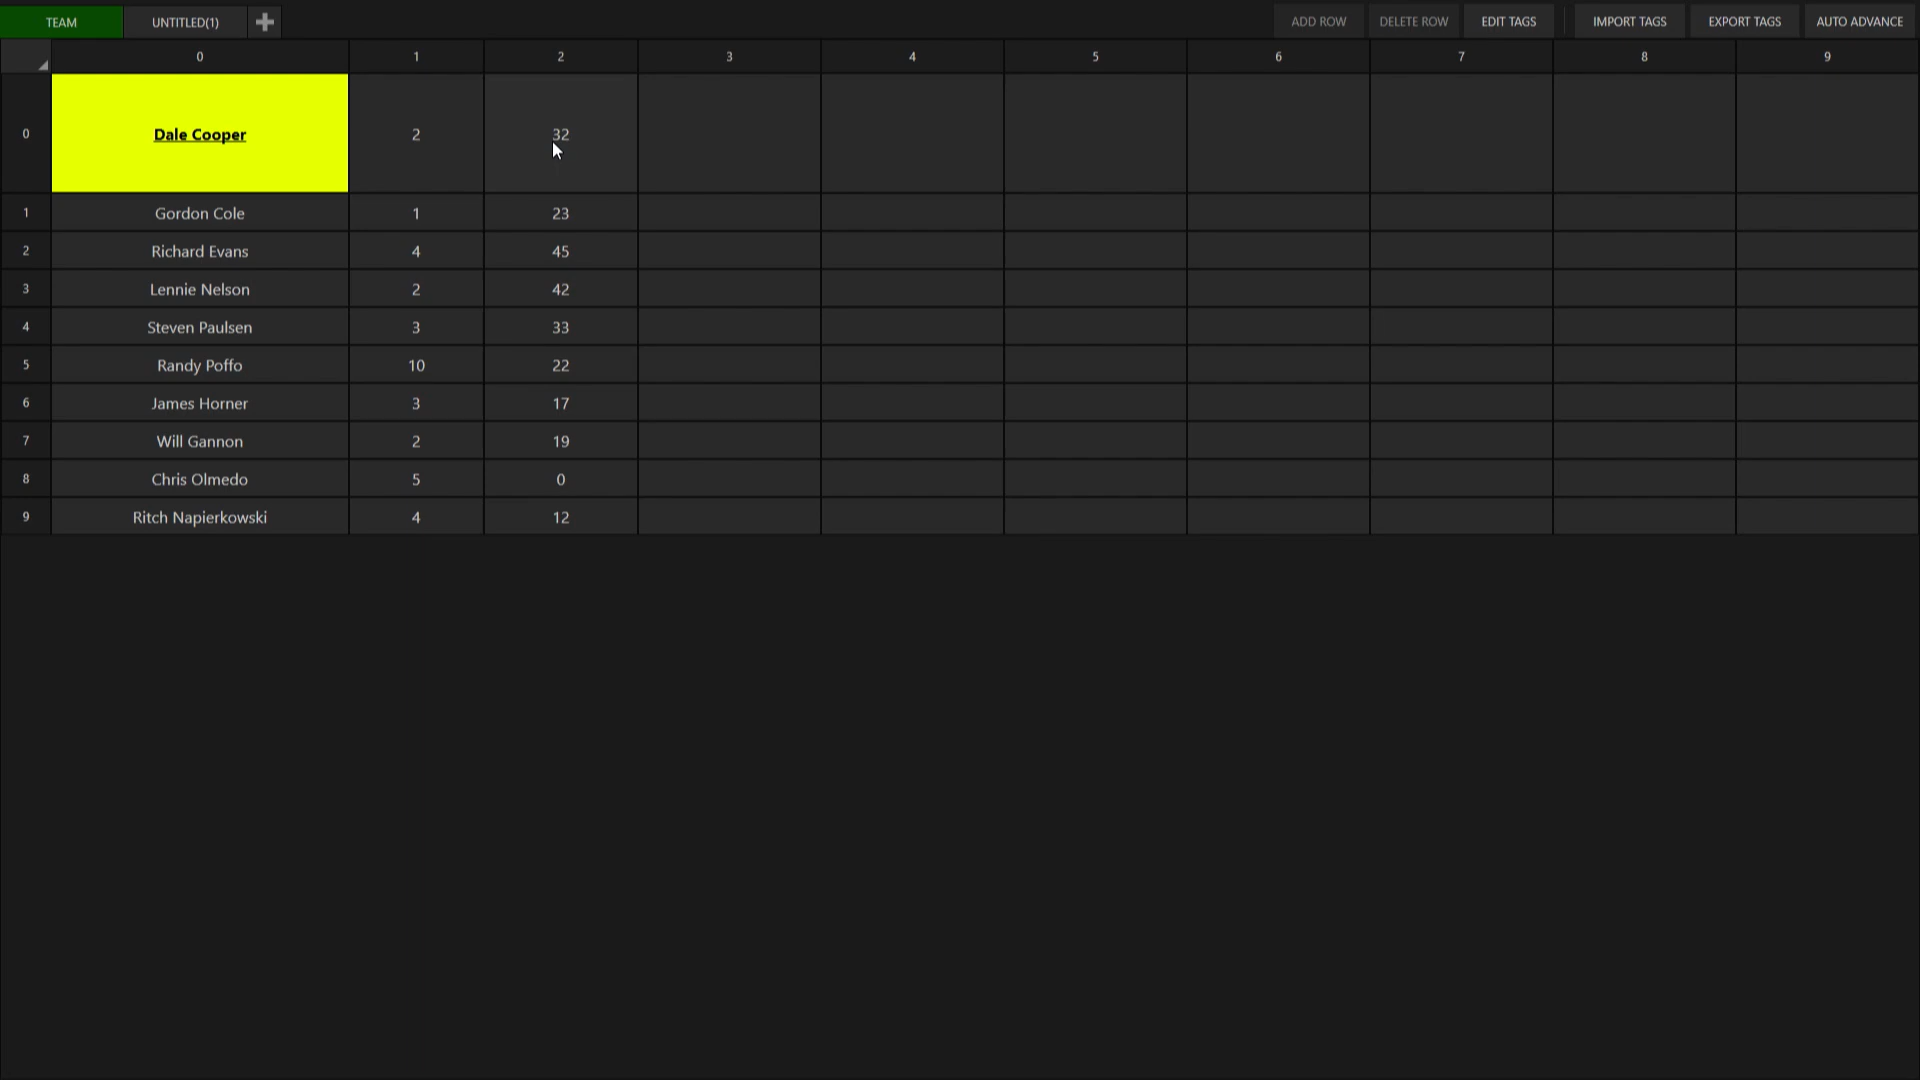 TEAM UNTITLED(1) ADD ROW DELETE ROW EDIT TAGS IMPORT TAGS EXPORT TAGS AUTO ADVANCE
0 1 2 3 4 5 6 7 8 9
0 Dale Cooper 2 32
1 Gordon Cole 1 23
2 Richard Evans 4 45
3 Lennie Nelson 2 42
4 Steven Paulsen 3 33
5 Randy Poffo 10 22
6 James Horner 3 17
7 Will Gannon 2 19
8 Chris Olmedo 5 0
9 Ritch Napierkowski 4 12